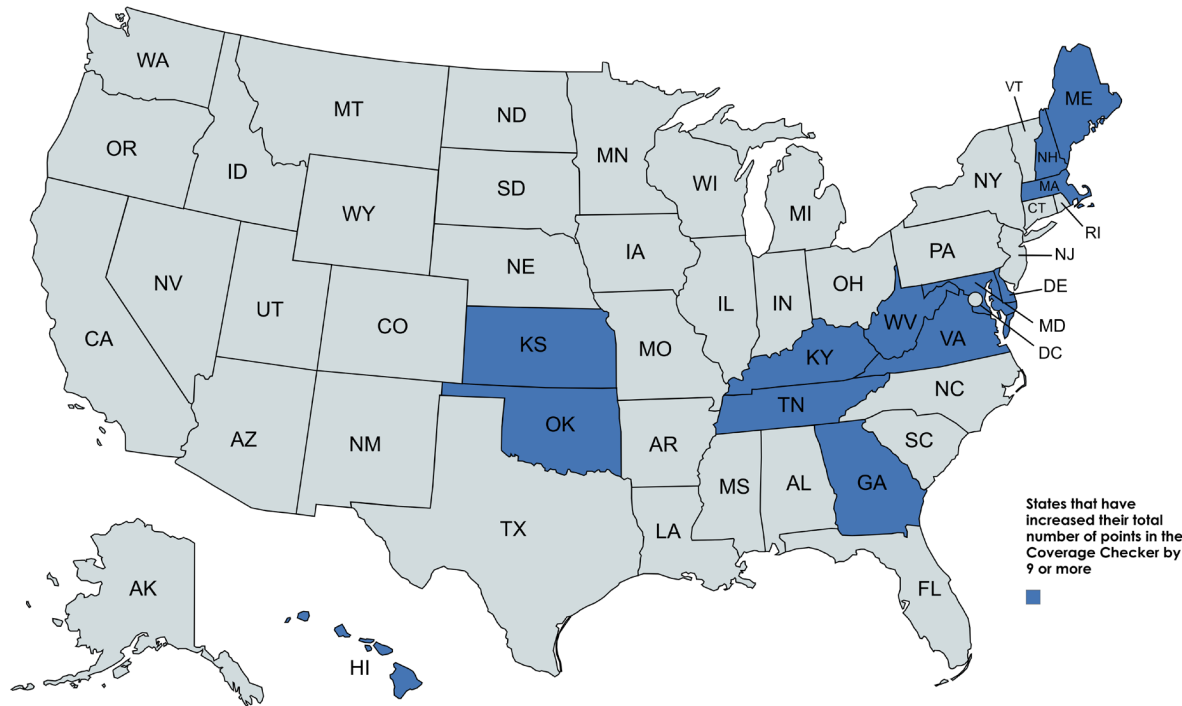 WA
OR
CA
NV
ID
MT
WY
UT
AZ
CO
NM
ND
SD
NE
KS
OK
TX
MN
IA
MO
AR
LA
WI
IL
MI
IN
OH
KY
TN
MS
AL
GA
FL
SC
NC
VA
WV
PA
NY
VT
NH
ME
MA
CT
RI
NJ
DE
MD
DC
AK
HI
States that have
increased their total
number of points in the
Coverage Checker by
9 or more